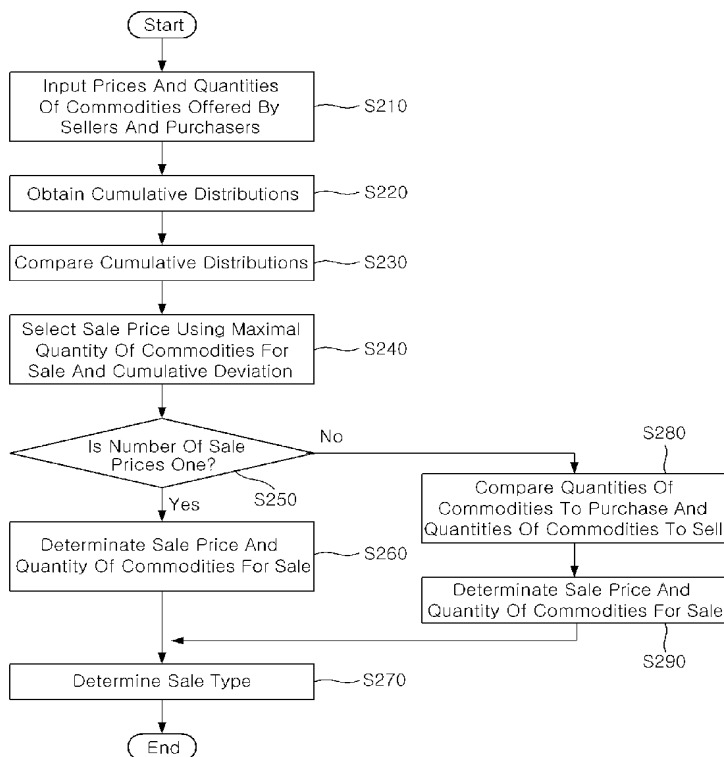 Start
Input Prices And Quantities
Of Commodities Offered By
Sellers And Purchasers
S210
Obtain Cumulative Distributions
S220
Compare Cumulative Distributions
S230
Select Sale Price Using Maximal
Quantity Of Commodities For
Sale And Cumulative Deviation
S240
Is Number Of Sale
Prices One?
No
S250
Yes
S280
Compare Quantities Of
Commodities To Purchase And
Quantities Of Commodities To Sell
Determinate Sale Price And
Quantity Of Commodities For Sale
S260
Determinate Sale Price And
Quantity Of Commodities For Sale
S290
Determine Sale Type
S270
End